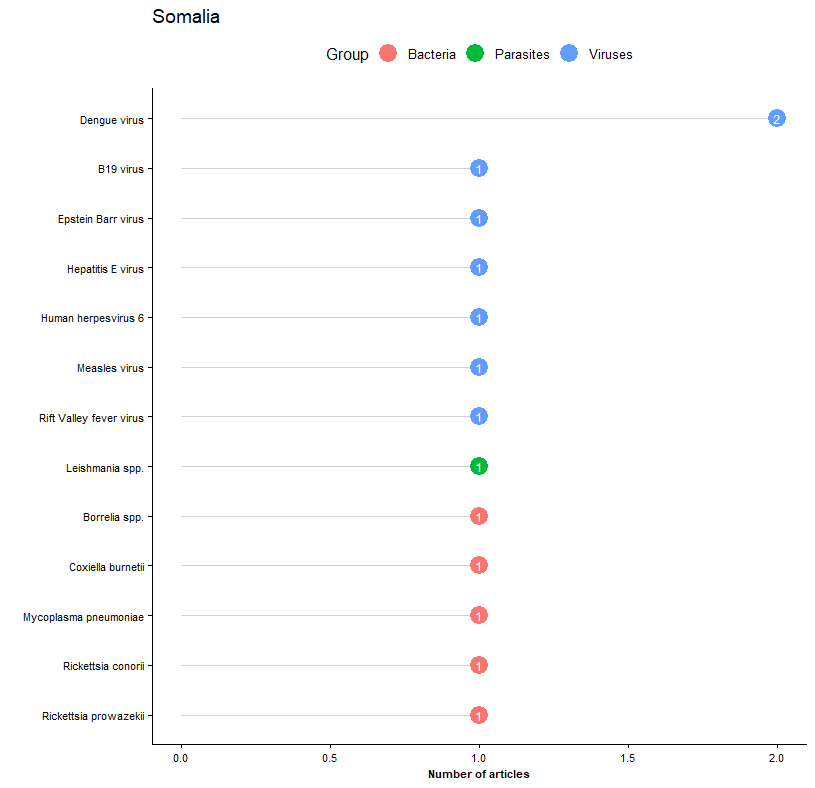 Somalia
Group Bacteria Parasites Viruses
Dengue virus 2
B19 virus 1
Epstein Barr virus 1
Hepatitis E virus 1
Human herpesvirus 6 1
Measles virus 1
Rift Valley fever virus 1
Leishmania spp. 1
Borrelia spp. 1
Coxiella burnetii 1
Mycoplasma pneumoniae 1
Rickettsia conorii 1
Rickettsia prowazekii 1
0.0 0.5 1.0 1.5 2.0
Number of articles